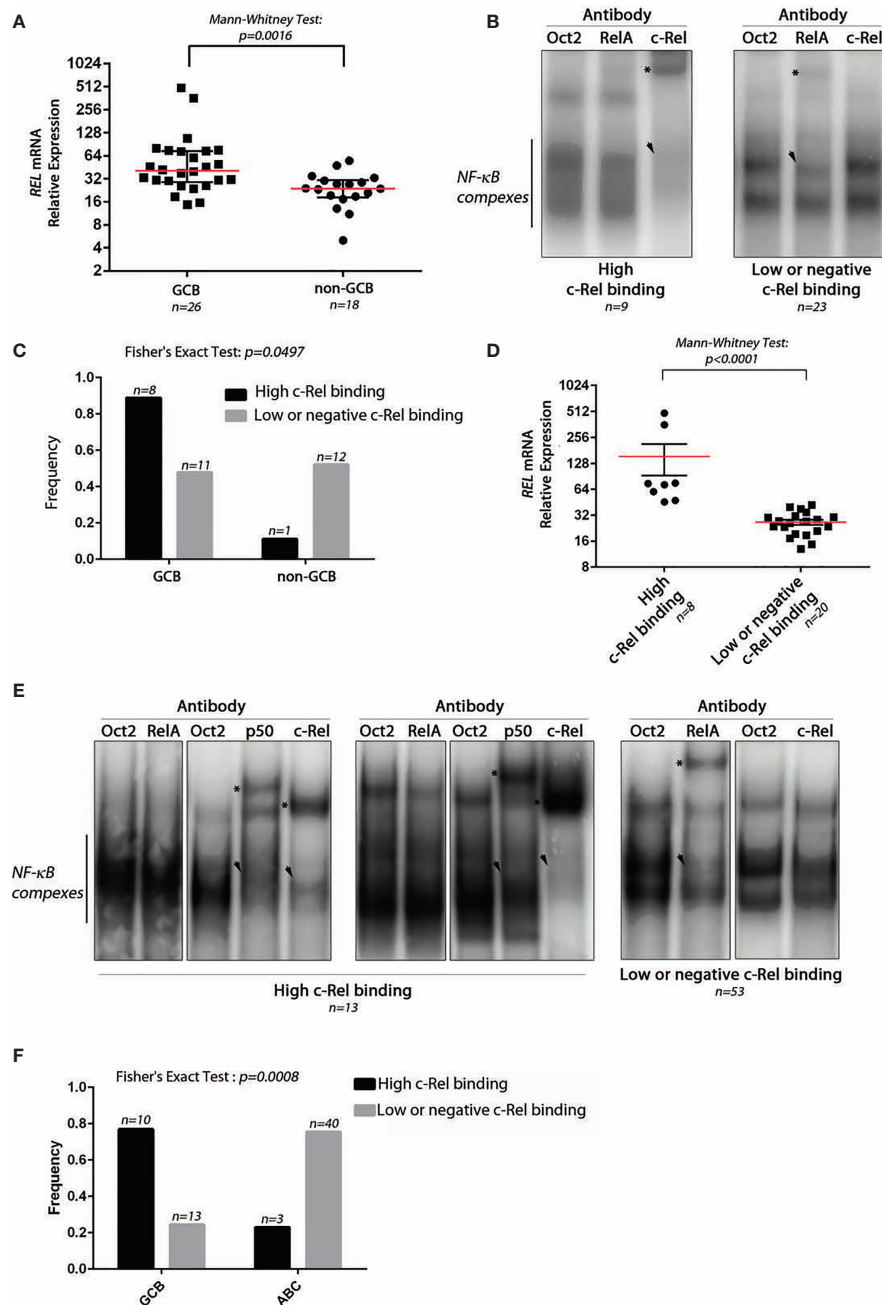 A
Mann-Whitney Test:
p=0.0016
REL mRNA
Relative Expression
1024
512
256
128
64
32
16
8
4
2
GCB
n=26
non-GCB
n=18
B
Antibody
Oct2 RelA c-Rel
*
NF-κB
compexes
High
c-Rel binding
n=9
Antibody
Oct2 RelA c-Rel
*
Low or negative
c-Rel binding
n=23
C
Fisher's Exact Test: p=0.0497
High c-Rel binding
Low or negative c-Rel binding
Frequency
1.0
0.8
0.6
0.4
0.2
0.0
n=8
n=11
n=1
n=12
GCB
non-GCB
D
Mann-Whitney Test:
p<0.0001
REL mRNA
Relative Expression
1024
512
256
128
64
32
16
8
High
c-Rel binding
n=8
Low or negative
c-Rel binding
n=20
E
Antibody
Oct2 RelA Oct2 p50 c-Rel
*
*
NF-κB
compexes
Antibody
Oct2 RelA Oct2 p50 c-Rel
*
*
High c-Rel binding
n=13
Antibody
Oct2 RelA Oct2 c-Rel
*
Low or negative c-Rel binding
n=53
F
Fisher's Exact Test : p=0.0008
High c-Rel binding
Low or negative c-Rel binding
Frequency
1.0
0.8
0.6
0.4
0.2
0.0
n=10
n=13
n=3
n=40
GCB
ABC